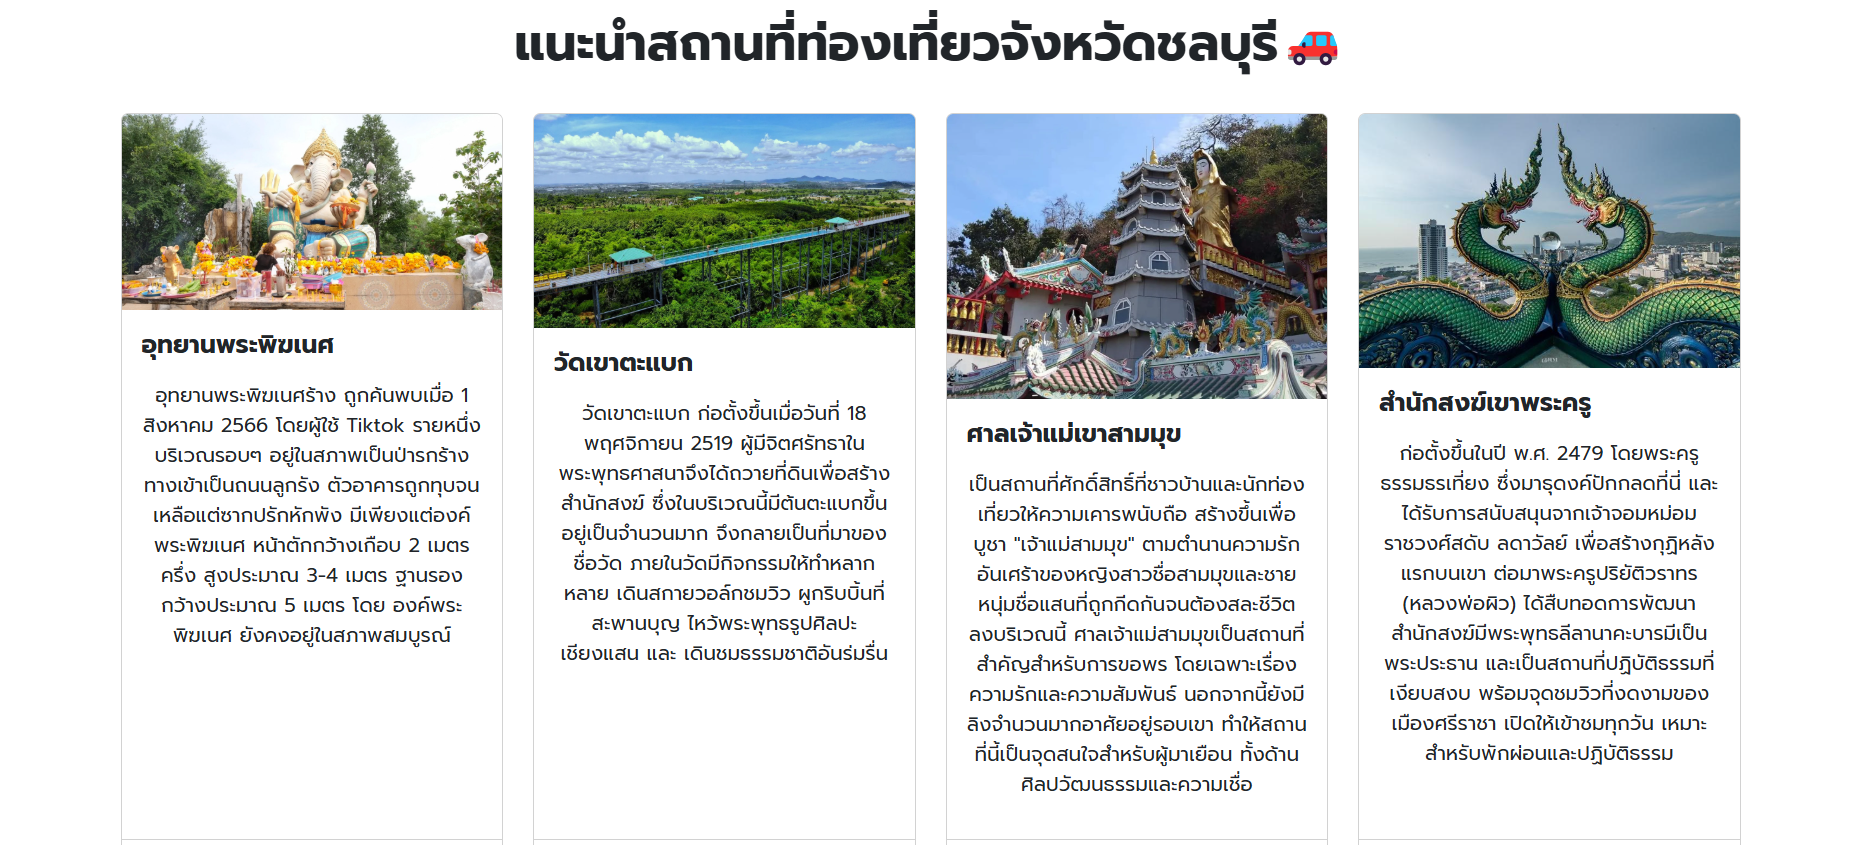 แนะนำสถานที่ท่องเที่ยวจังหวัดชลบุรี
อุทยานพระพิฆเนศ
อุทยานพระพิฆเนศร้าง ถูกค้นพบเมื่อ 1
สิงหาคม 2566 โดยผู้ใช้ Tiktok รายหนึ่ง
บริเวณรอบๆ อยู่ในสภาพเป็นป่ารกร้าง
ทางเข้าเป็นถนนลูกรัง ตัวอาคารถูกทุบจน
เหลือแต่ซากปรักหักพัง มีเพียงแต่องค์
พระพิฆเนศ หน้าตักกว้างเกือบ 2 เมตร
ครึ่ง สูงประมาณ 3-4 เมตร ฐานรอง
กว้างประมาณ 5 เมตร โดย องค์พระ
พิฆเนศ ยังคงอยู่ในสภาพสมบูรณ์
วัดเขาตะแบก
วัดเขาตะแบก ก่อตั้งขึ้นเมื่อวันที่ 18
พฤศจิกายน 2519 ผู้มีจิตศรัทธาใน
พระพุทธศาสนาจึงได้ถวายที่ดินเพื่อสร้าง
สำนักสงฆ์ ซึ่งในบริเวณนี้มีต้นตะแบกขึ้น
อยู่เป็นจำนวนมาก จึงกลายเป็นที่มาของ
ชื่อวัด ภายในวัดมีกิจกรรมให้ทำหลาก
หลาย เดินสกายวอล์กชมวิว ผูกริบบิ้นที่
สะพานบุญ ไหว้พระพุทธรูปศิลปะ
เชียงแสน และ เดินชมธรรมชาติอันร่มรื่น
ศาลเจ้าแม่เขาสามมุข
เป็นสถานที่ศักดิ์สิทธิ์ที่ชาวบ้านและนักท่อง
เที่ยวให้ความเคารพนับถือ สร้างขึ้นเพื่อ
บูชา "เจ้าแม่สามมุข" ตามตำนานความรัก
อันเศร้าของหญิงสาวชื่อสามมุขและชาย
หนุ่มชื่อแสนที่ถูกกีดกันจนต้องสละชีวิต
ลงบริเวณนี้ ศาลเจ้าแม่สามมุขเป็นสถานที่
สำคัญสำหรับการขอพร โดยเฉพาะเรื่อง
ความรักและความสัมพันธ์ นอกจากนี้ยังมี
ลิงจำนวนมากอาศัยอยู่รอบเขา ทำให้สถาน
ที่นี้เป็นจุดสนใจสำหรับผู้มาเยือน ทั้งด้าน
ศิลปวัฒนธรรมและความเชื่อ
สำนักสงฆ์เขาพระครู
ก่อตั้งขึ้นในปี พ.ศ. 2479 โดยพระครู
ธรรมธรเที่ยง ซึ่งมาธุดงค์ปักกลดที่นี่ และ
ได้รับการสนับสนุนจากเจ้าจอมหม่อม
ราชวงศ์สดับ ลดาวัลย์ เพื่อสร้างกุฏิหลัง
แรกบนเขา ต่อมาพระครูปริยัติวราทร
(หลวงพ่อผิว) ได้สืบทอดการพัฒนา
สำนักสงฆ์มีพระพุทธลีลานาคะบารมีเป็น
พระประธาน และเป็นสถานที่ปฏิบัติธรรมที่
เงียบสงบ พร้อมจุดชมวิวที่งดงามของ
เมืองศรีราชา เปิดให้เข้าชมทุกวัน เหมาะ
สำหรับพักผ่อนและปฏิบัติธรรม